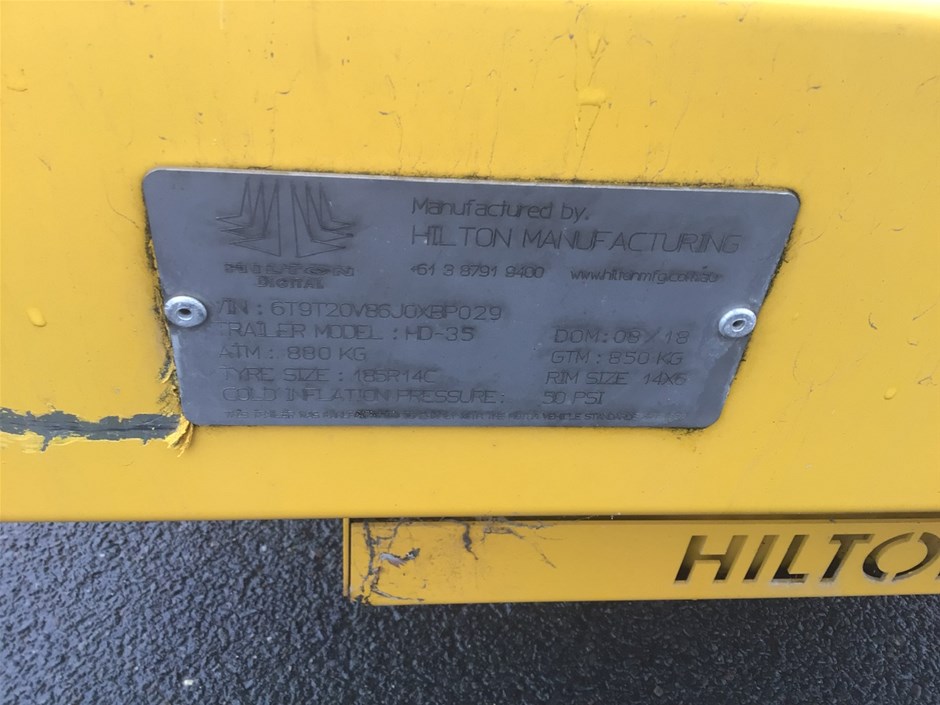 Manufactured by.
HILTON MANUFACTURING
+61 3 8791 9400 www.hiltonmfg.com.au
DIGITAL
VIN : 6T9T20V86J0XBP029
TRAILER MODEL : HD-35 DOM: 08 / 18
ATM : 880 KG GTM : 850 KG
TYRE SIZE : 185R14C RIM SIZE 14X6
COLD INFLATION PRESSURE : 50 PSI
HILTON